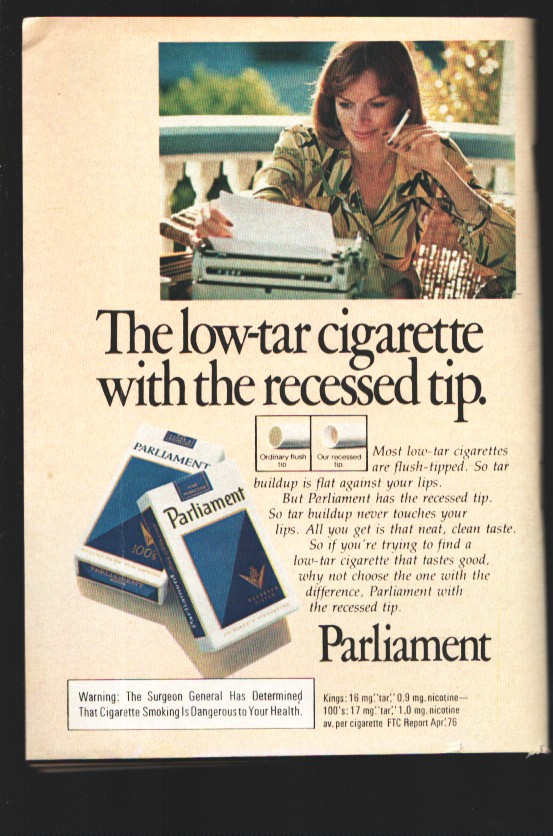 The low-tar cigarette
with the recessed tip.
Ordinary flush
tip
Our recessed
tip.
Most low-tar cigarettes
are flush-tipped. So tar
buildup is flat against your lips.
But Parliament has the recessed tip.
So tar buildup never touches your
lips. All you get is that neat, clean taste.
So if you're trying to find a
low-tar cigarette that tastes good,
why not choose the one with the
difference, Parliament with
the recessed tip.
PARLIAMENT
100's
PARLIAMENT
Parliament
Parliament
Parliament
Warning: The Surgeon General Has Determined
That Cigarette Smoking Is Dangerous to Your Health.
Kings: 16 mg."tar," 0.9 mg. nicotine—
100's: 17 mg."tar," 1.0 mg. nicotine
av. per cigarette FTC Report Apr.'76